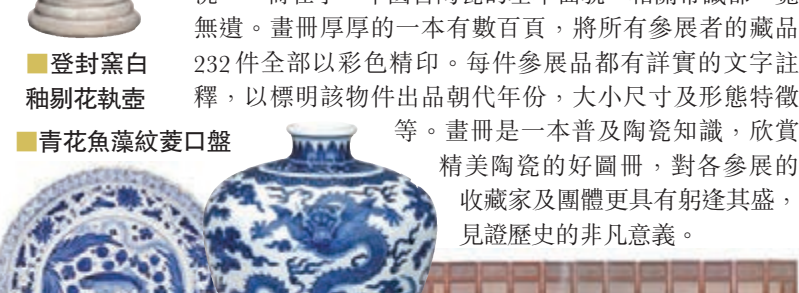 無遺。畫冊厚厚的一本有數百頁，將所有參展者的藏品
232件全部以彩色精印。每件參展品都有詳實的文字註
釋，以標明該物件出品朝代年份，大小尺寸及形態特徵
等。畫冊是一本普及陶瓷知識，欣賞
精美陶瓷的好圖冊，對各參展的
收藏家及團體更具有躬逢其盛，
見證歷史的非凡意義。
■登封窯白
釉剔花執壺
■青花魚藻紋菱口盤